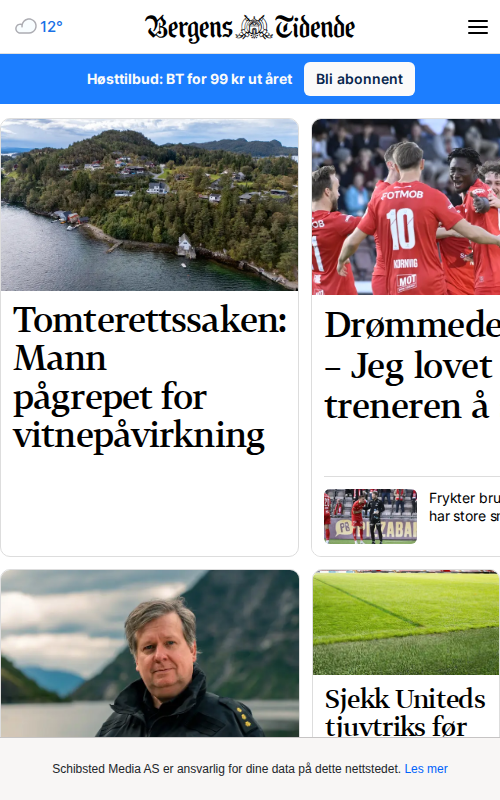 12°
Bergens Tidende
Høsttilbud: BT for 99 kr ut året
Bli abonnent
Tomterettssaken:
Mann
pågrepet for
vitnepåvirkning
FOTMOB
10
KORNVIG
MOT
Drømmede
– Jeg lovet
treneren å
Frykter bru
har store sm
Sjekk Uniteds
tjuvtriks før
Schibsted Media AS er ansvarlig for dine data på dette nettstedet. Les mer